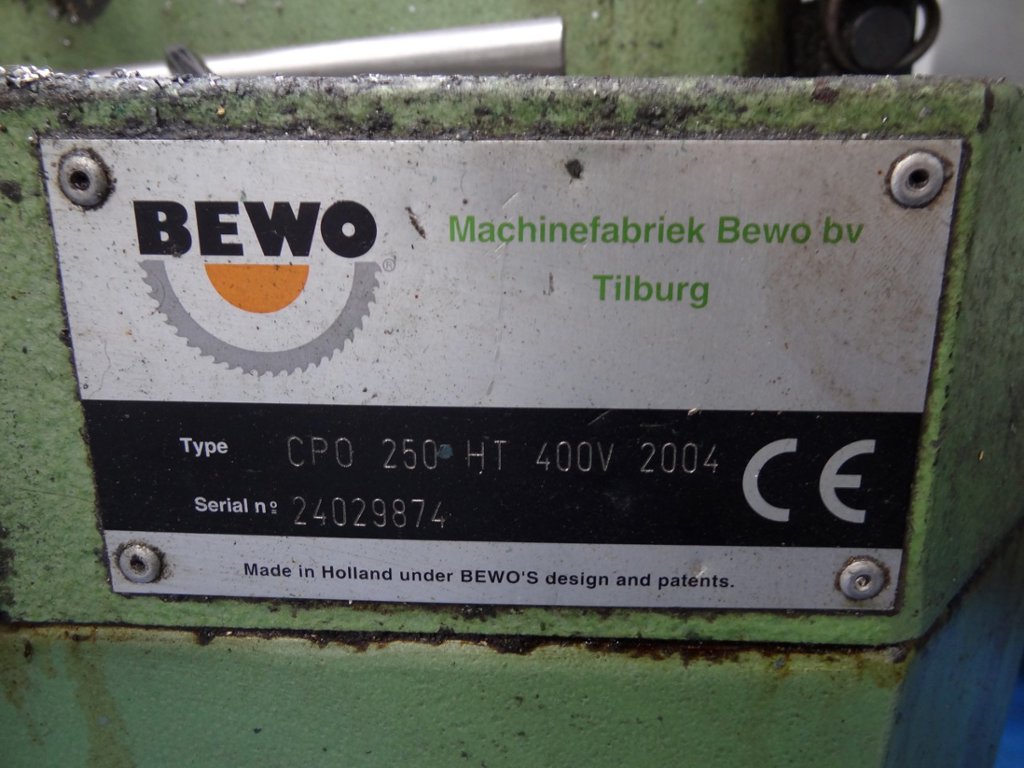 BEWO
®
Machinefabriek Bewo bv
Tilburg
Type CPO 250 HT 400V 2004
Serial nº 24029874
CE
Made in Holland under BEWO'S design and patents.